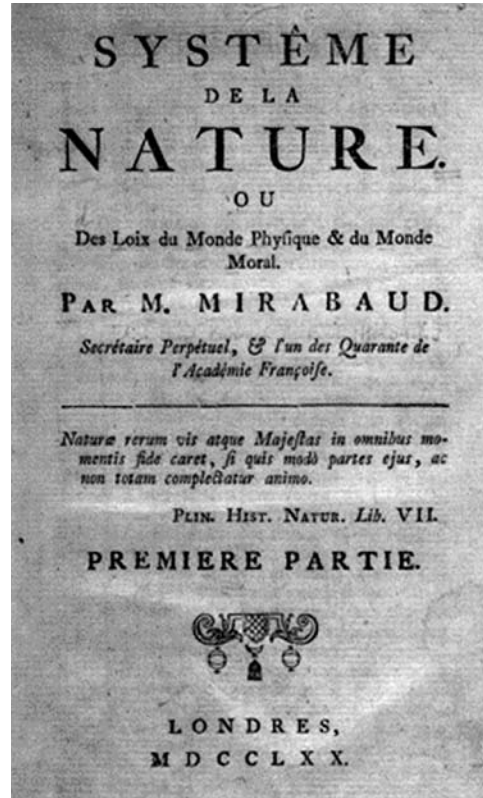 SYSTÊME
DE LA
NATURE.
OU
Des Loix du Monde Phyſique & du Monde
Moral.
PAR M. MIRABAUD.
Secrétaire Perpétuel, & l'un des Quarante de
l'Académie Françoiſe.
Naturæ rerum vis atque Majeſtas in omnibus mo-
mentis fide caret, ſi quis modò partes ejus, ac
non totam complectatur animo.
PLIN. HIST. NATUR. Lib. VII.
PREMIERE PARTIE.
LONDRES,
MDCCLXX.